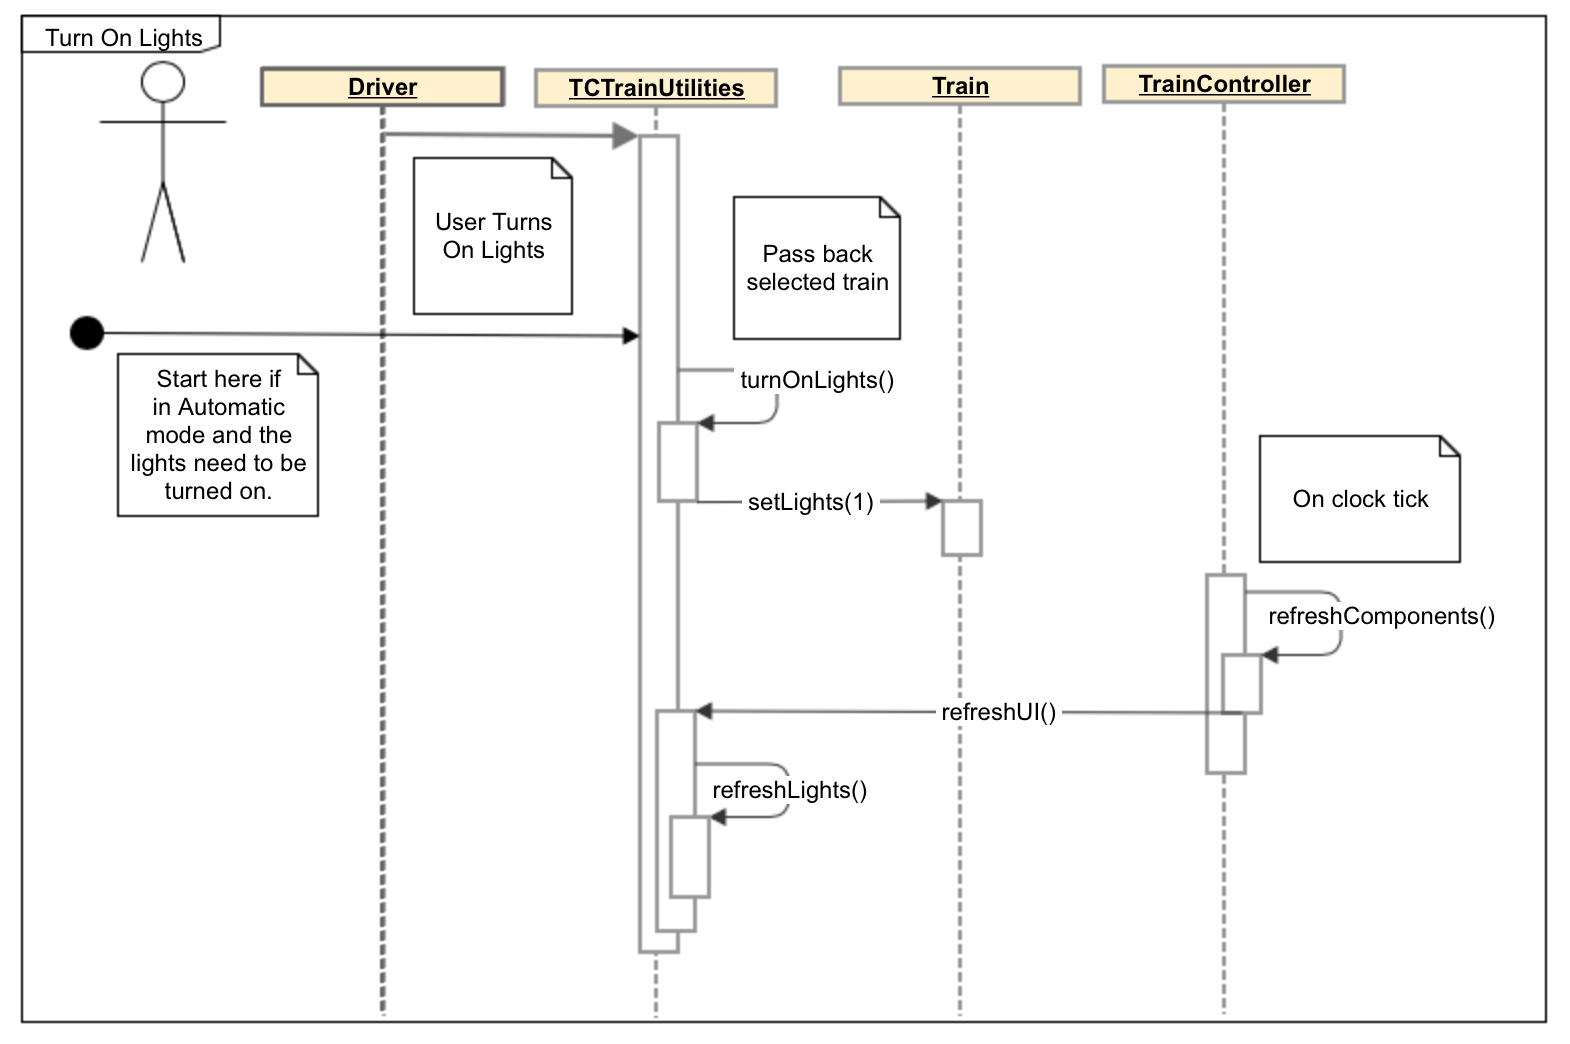 Turn On Lights
Driver
TCTrainUtilities
Train
TrainController
User Turns
On Lights
Pass back
selected train
Start here if
in Automatic
mode and the
lights need to be
turned on.
turnOnLights()
setLights(1)
On clock tick
refreshComponents()
refreshUI()
refreshLights()